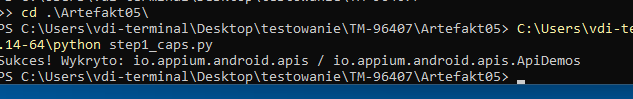 >> cd .\Artefakt05\
PS C:\Users\vdi-terminal\Desktop\testowanie\TM-96407\Artefakt05> C:\Users\vdi-te
.14-64\python step1_caps.py
Sukces! Wykryto: io.appium.android.apis / io.appium.android.apis.ApiDemos
PS C:\Users\vdi-terminal\Desktop\testowanie\TM-96407\Artefakt05>